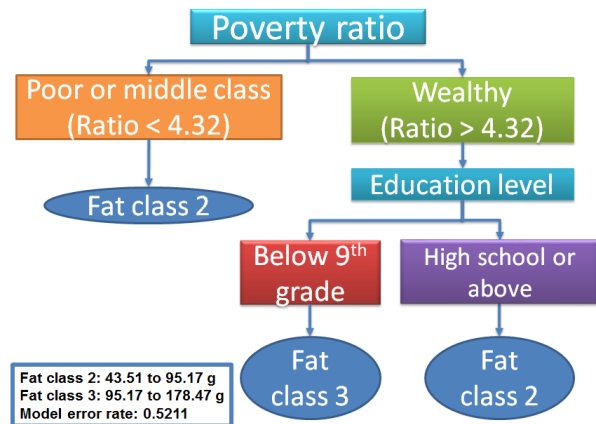 Poverty ratio
Poor or middle class
(Ratio < 4.32)
Wealthy
(Ratio > 4.32)
Fat class 2
Education level
Below 9th
grade
High school or
above
Fat
class 3
Fat
class 2
Fat class 2: 43.51 to 95.17 g
Fat class 3: 95.17 to 178.47 g
Model error rate: 0.5211